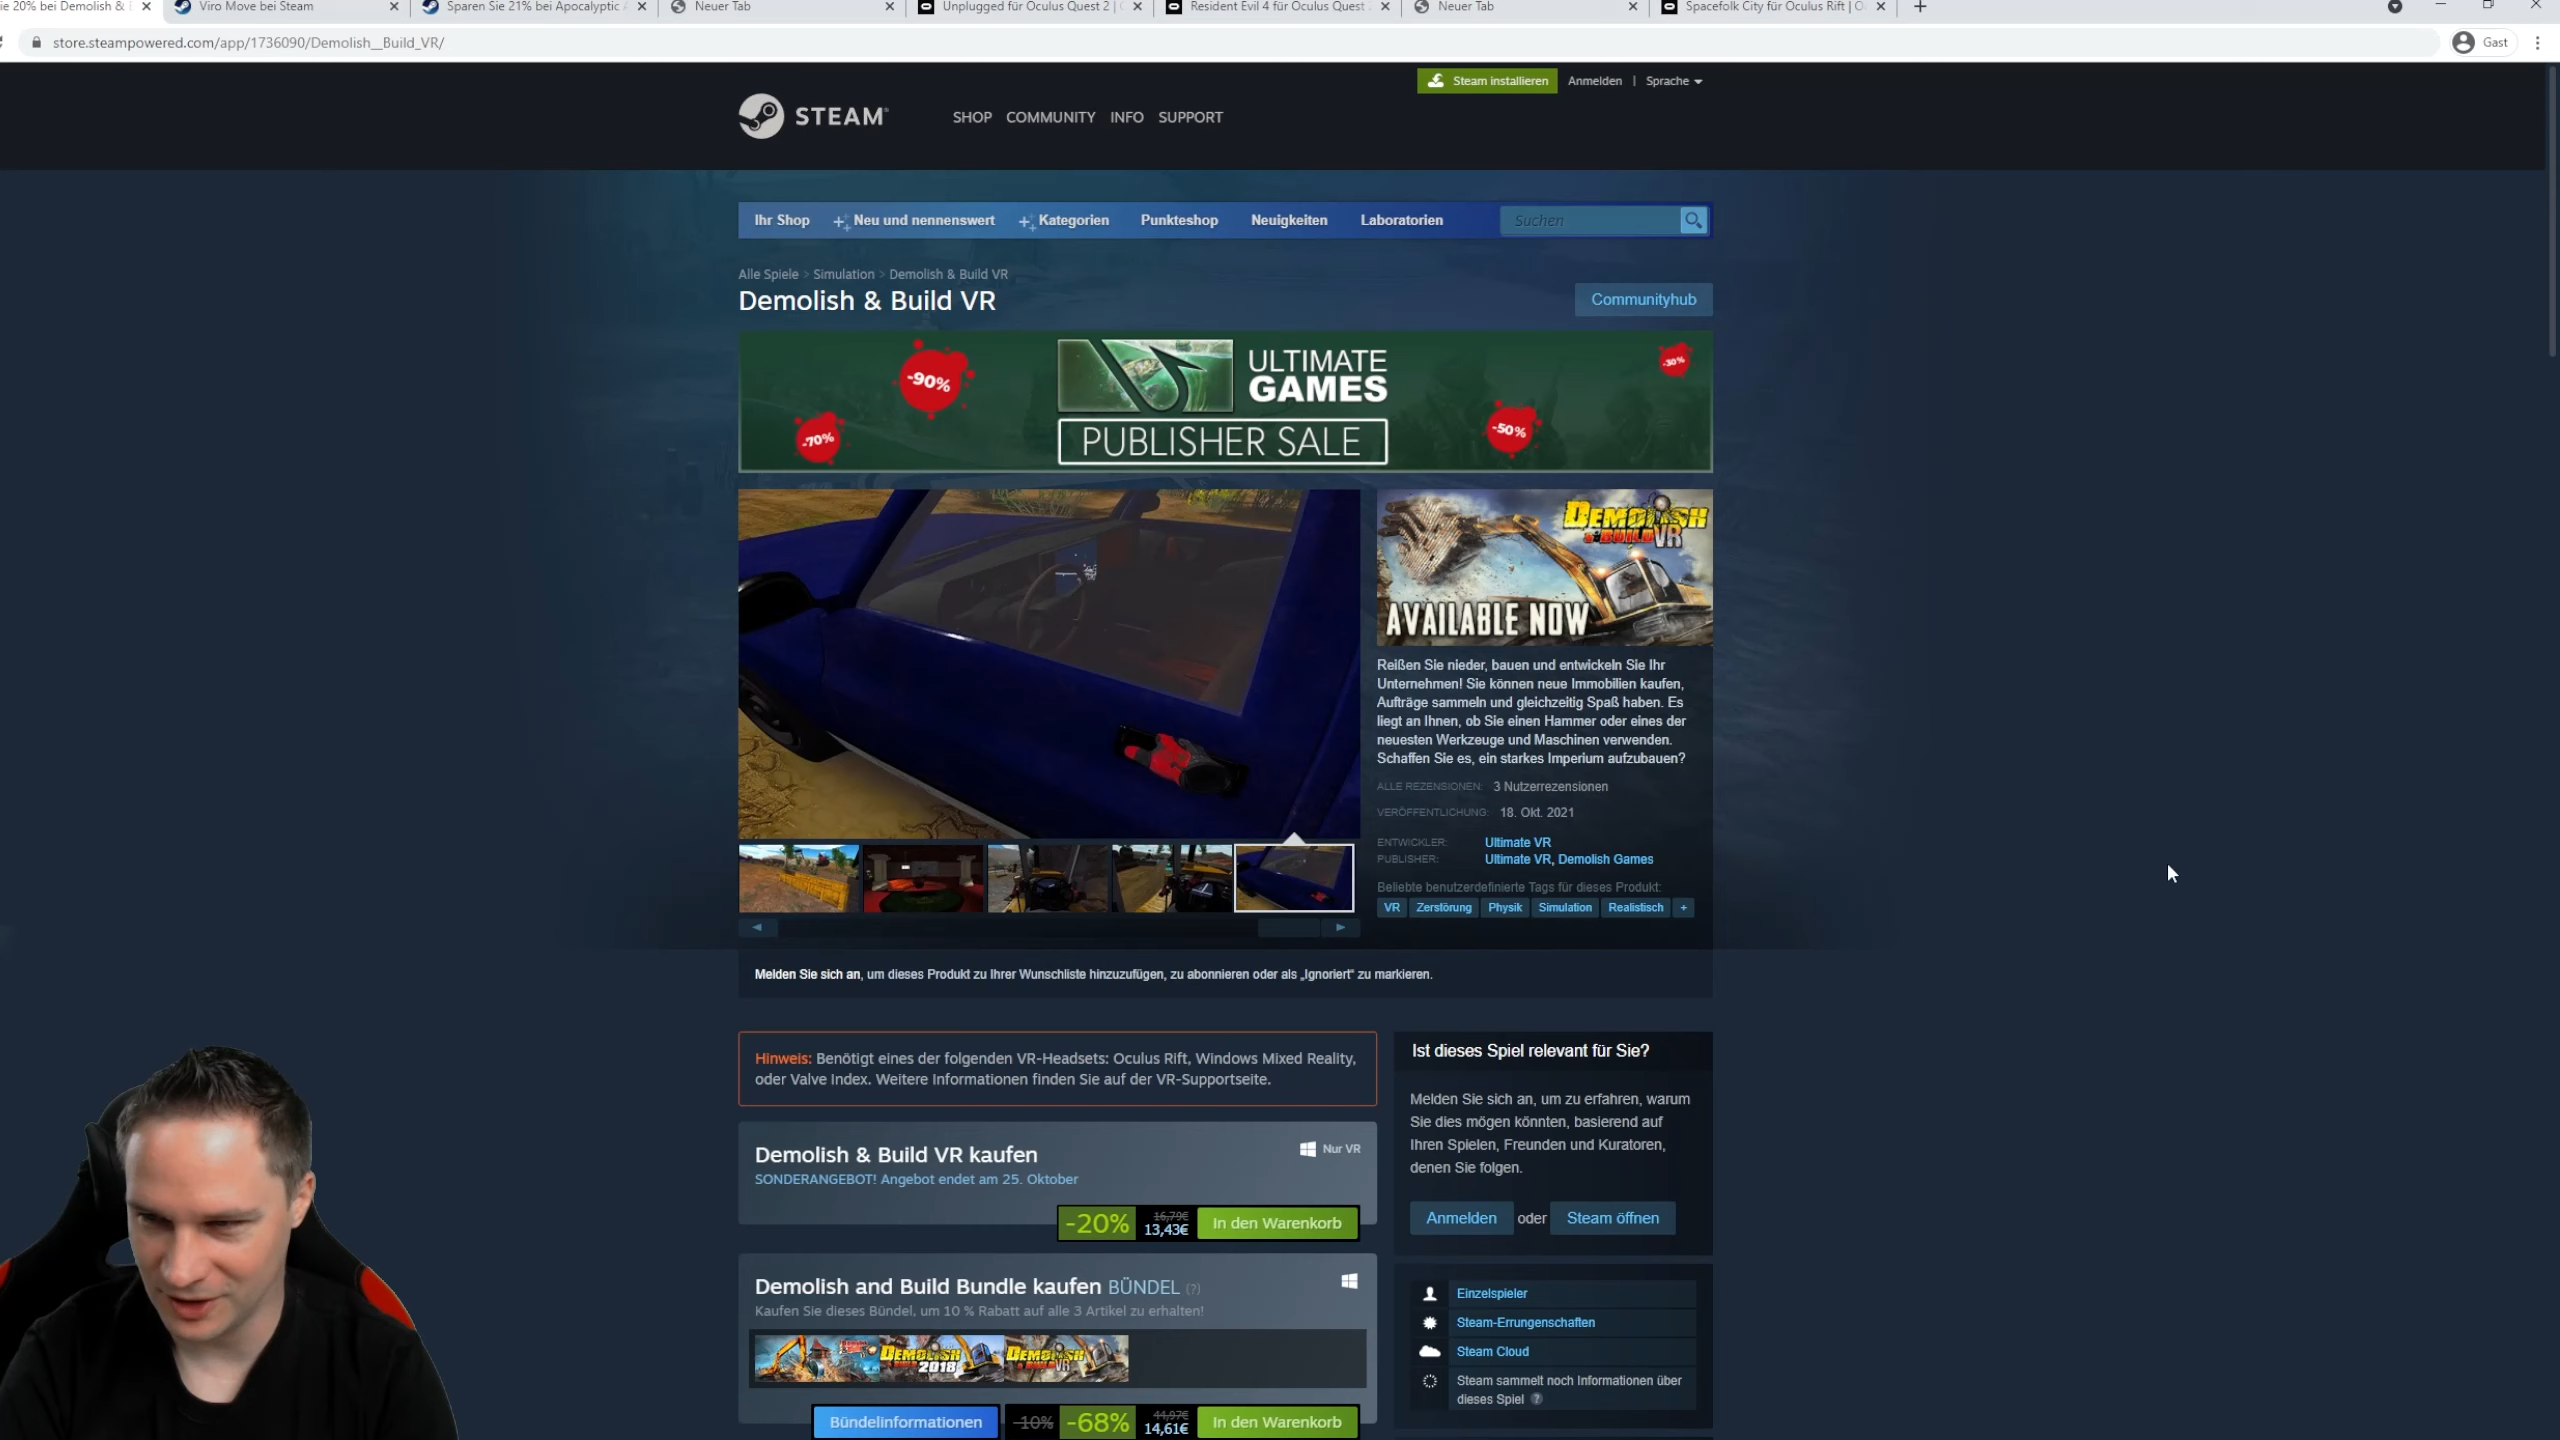 ie 20% bei Demolish &
Viro Move bei Steam
Sparen Sie 21% bei Apocalyptic
Neuer Tab
Unplugged für Oculus Quest 2 |
Resident Evil 4 für Oculus Quest
Neuer Tab
Spacefolk City für Oculus Rift |
store.steampowered.com/app/1736090/Demolish__Build_VR/
Gast
Steam installieren
Anmelden | Sprache
STEAM
SHOP COMMUNITY INFO SUPPORT
Ihr Shop
Neu und nennenswert
Kategorien
Punkteshop
Neuigkeiten
Laboratorien
Suchen
Alle Spiele > Simulation > Demolish & Build VR
Demolish & Build VR
Communityhub
-90%
-70%
ULTIMATE
GAMES
PUBLISHER SALE
-50%
-30%
DEMOLISH
& BUILD VR
AVAILABLE NOW
Reißen Sie nieder, bauen und entwickeln Sie Ihr
Unternehmen! Sie können neue Immobilien kaufen,
Aufträge sammeln und gleichzeitig Spaß haben. Es
liegt an Ihnen, ob Sie einen Hammer oder eines der
neuesten Werkzeuge und Maschinen verwenden.
Schaffen Sie es, ein starkes Imperium aufzubauen?
ALLE REZENSIONEN: 3 Nutzerrezensionen
VERÖFFENTLICHUNG: 18. Okt. 2021
ENTWICKLER: Ultimate VR
PUBLISHER: Ultimate VR, Demolish Games
Beliebte benutzerdefinierte Tags für dieses Produkt:
VR Zerstörung Physik Simulation Realistisch +
Melden Sie sich an, um dieses Produkt zu Ihrer Wunschliste hinzuzufügen, zu abonnieren oder als „Ignoriert“ zu markieren.
Hinweis: Benötigt eines der folgenden VR-Headsets: Oculus Rift, Windows Mixed Reality,
oder Valve Index. Weitere Informationen finden Sie auf der VR-Supportseite.
Demolish & Build VR kaufen
Nur VR
SONDERANGEBOT! Angebot endet am 25. Oktober
-20% 16,79€ 13,43€ In den Warenkorb
Demolish and Build Bundle kaufen BÜNDEL (?)
Kaufen Sie dieses Bündel, um 10 % Rabatt auf alle 3 Artikel zu erhalten!
DEMOLISH 2018
DEMOLISH
Bündelinformationen -10% -68% 44,97€ 14,61€ In den Warenkorb
Ist dieses Spiel relevant für Sie?
Melden Sie sich an, um zu erfahren, warum
Sie dies mögen könnten, basierend auf
Ihren Spielen, Freunden und Kuratoren,
denen Sie folgen.
Anmelden oder Steam öffnen
Einzelspieler
Steam-Errungenschaften
Steam Cloud
Steam sammelt noch Informationen über
dieses Spiel ?